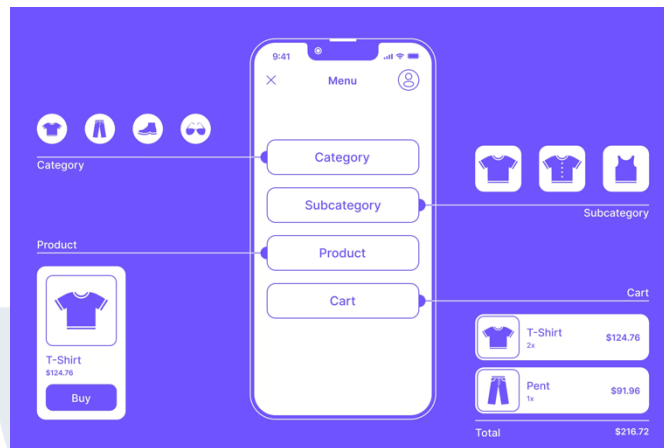 9:41
Menu
Category
Category
Subcategory
Subcategory
Product
Product
Cart
Cart
T-Shirt
$124.76
Buy
T-Shirt
2x
$124.76
Pent
1x
$91.96
Total
$216.72